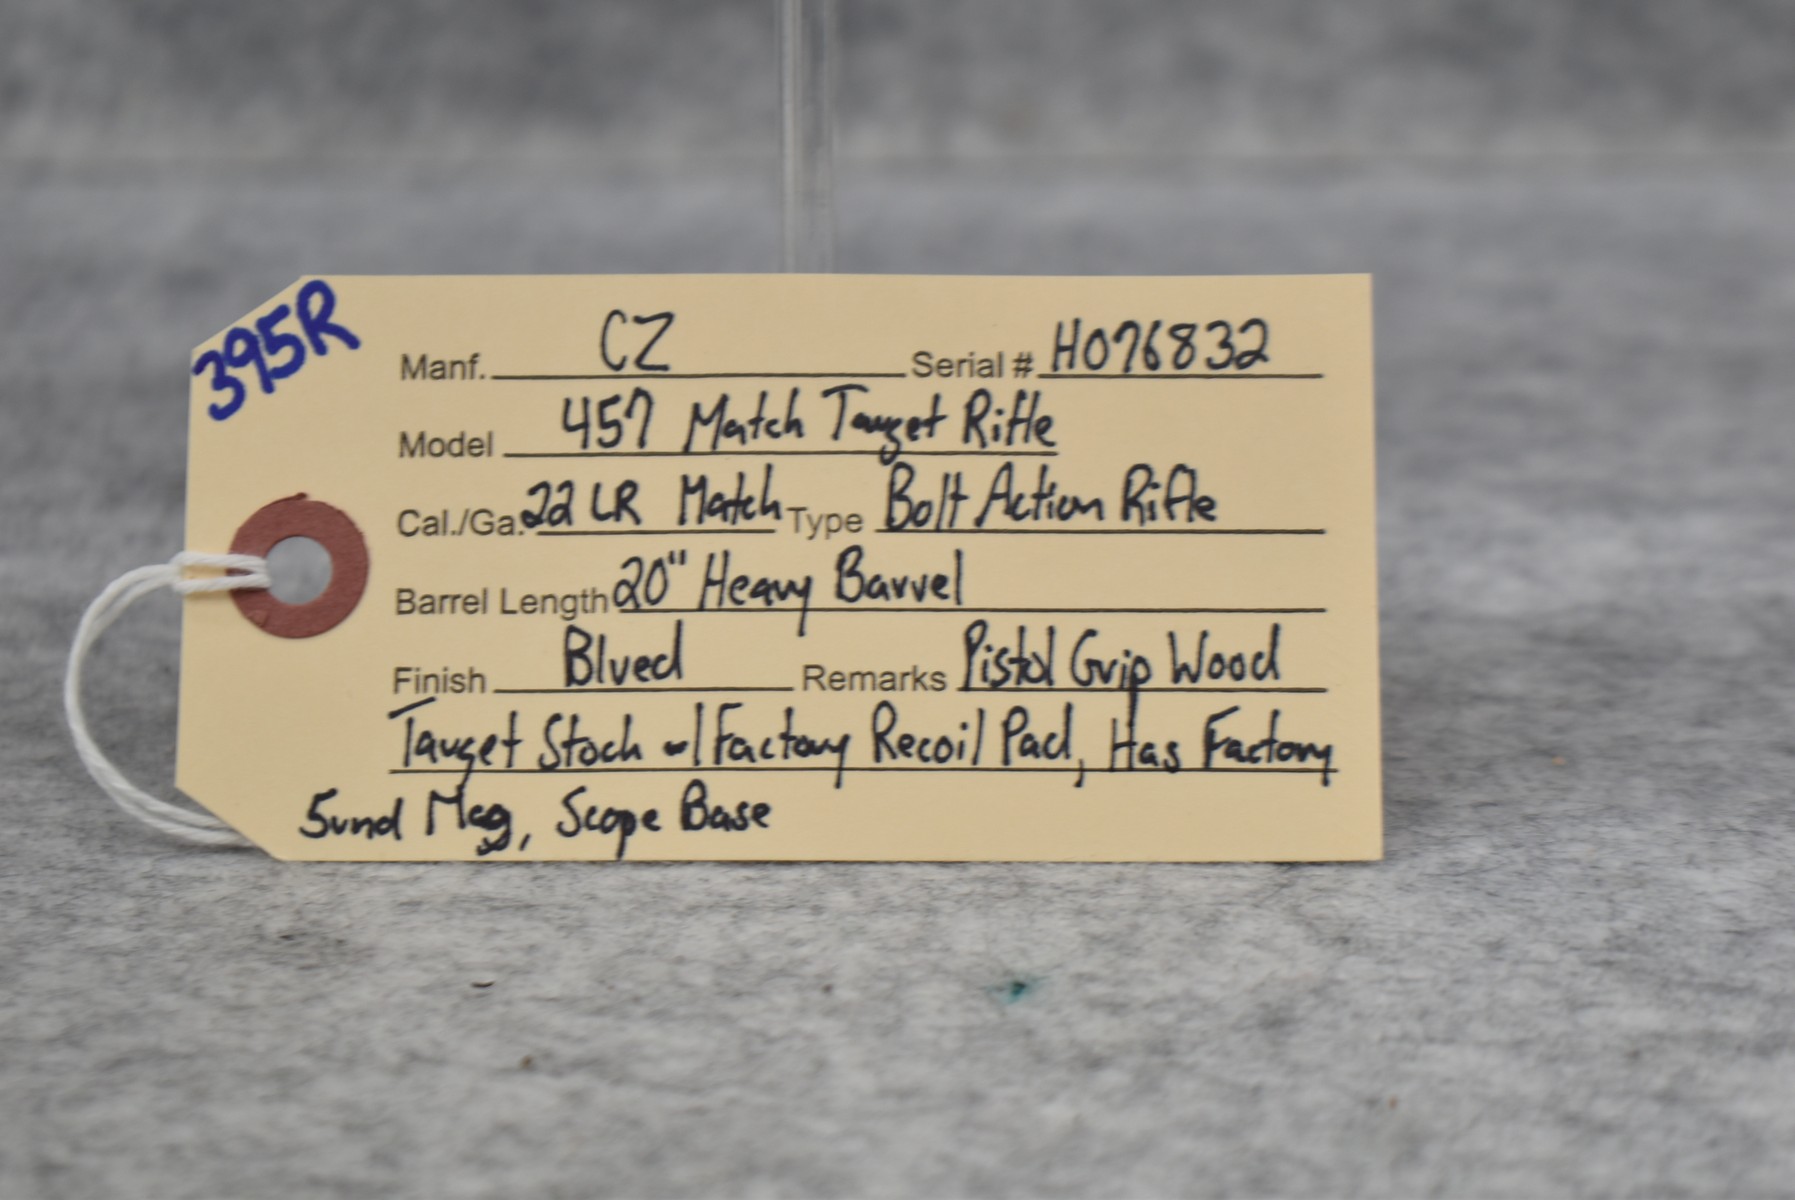 395R
Manf. CZ Serial # H076832
Model 457 Match Target Rifle
Cal./Ga. 22 LR Match Type Bolt Action Rifle
Barrel Length 20" Heavy Barrel
Finish Blued Remarks Pistol Grip Wood
Target Stock w/ Factory Recoil Pad, Has Factory
5rnd Mag, Scope Base